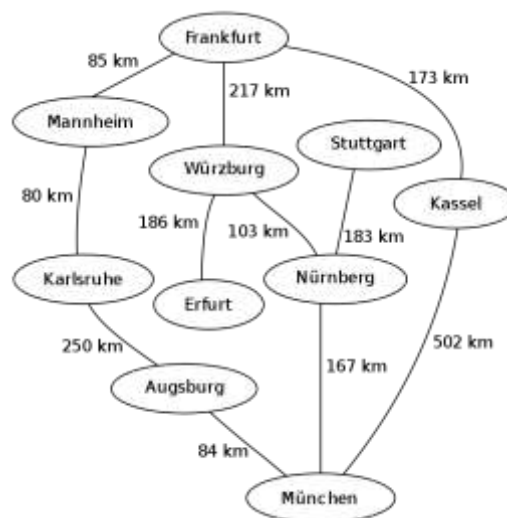 Frankfurt
85 km
217 km
173 km
Mannheim
Stuttgart
Würzburg
Kassel
80 km
186 km
103 km
183 km
Karlsruhe
Erfurt
Nürnberg
250 km
502 km
167 km
Augsburg
84 km
München